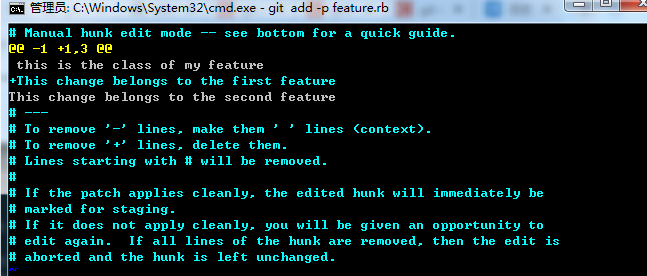 管理员: C:\Windows\System32\cmd.exe - git  add -p feature.rb
# Manual hunk edit mode -- see bottom for a quick guide.
@@ -1 +1,3 @@
 this is the class of my feature
+This change belongs to the first feature
This change belongs to the second feature
# ---
# To remove '-' lines, make them ' ' lines (context).
# To remove '+' lines, delete them.
# Lines starting with # will be removed.
#
# If the patch applies cleanly, the edited hunk will immediately be
# marked for staging.
# If it does not apply cleanly, you will be given an opportunity to
# edit again.  If all lines of the hunk are removed, then the edit is
# aborted and the hunk is left unchanged.
~